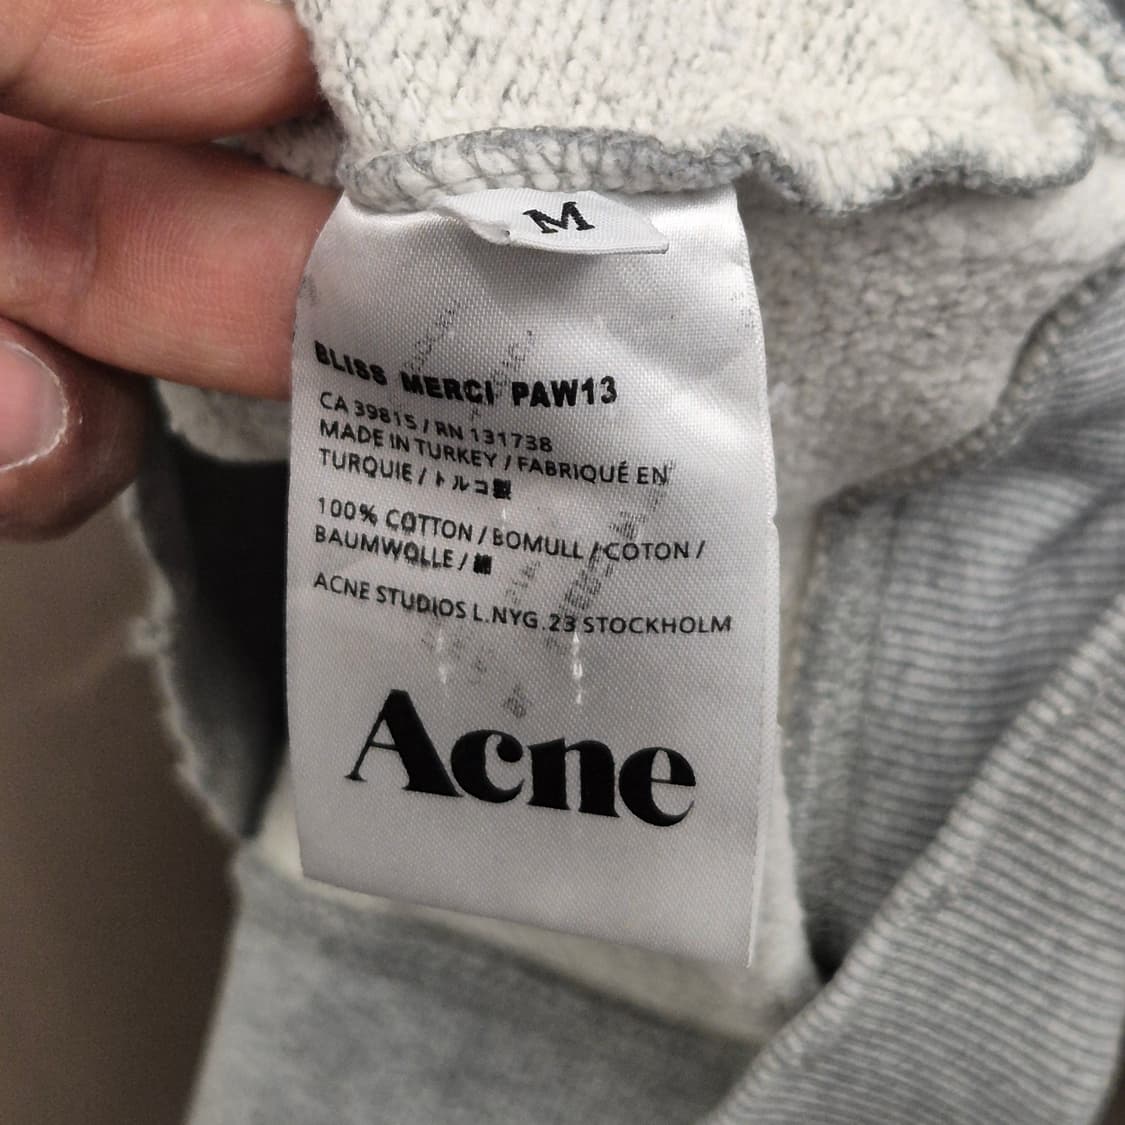 M
BLISS MERCI PAW13
CA 39815 / RN 131738
MADE IN TURKEY / FABRIQUÉ EN
TURQUIE / トルコ製
100% COTTON / BOMULL / COTON /
BAUMWOLLE / 綿
ACNE STUDIOS L.NYG.23 STOCKHOLM
Acne